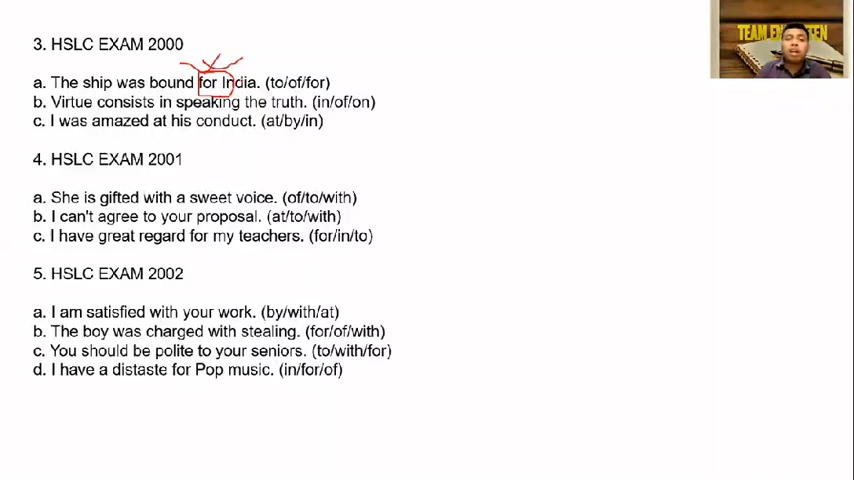 TEAM ENLIGHTEN
3. HSLC EXAM 2000
a. The ship was bound for India. (to/of/for)
b. Virtue consists in speaking the truth. (in/of/on)
c. I was amazed at his conduct. (at/by/in)
4. HSLC EXAM 2001
a. She is gifted with a sweet voice. (of/to/with)
b. I can't agree to your proposal. (at/to/with)
c. I have great regard for my teachers. (for/in/to)
5. HSLC EXAM 2002
a. I am satisfied with your work. (by/with/at)
b. The boy was charged with stealing. (for/of/with)
c. You should be polite to your seniors. (to/with/for)
d. I have a distaste for Pop music. (in/for/of)